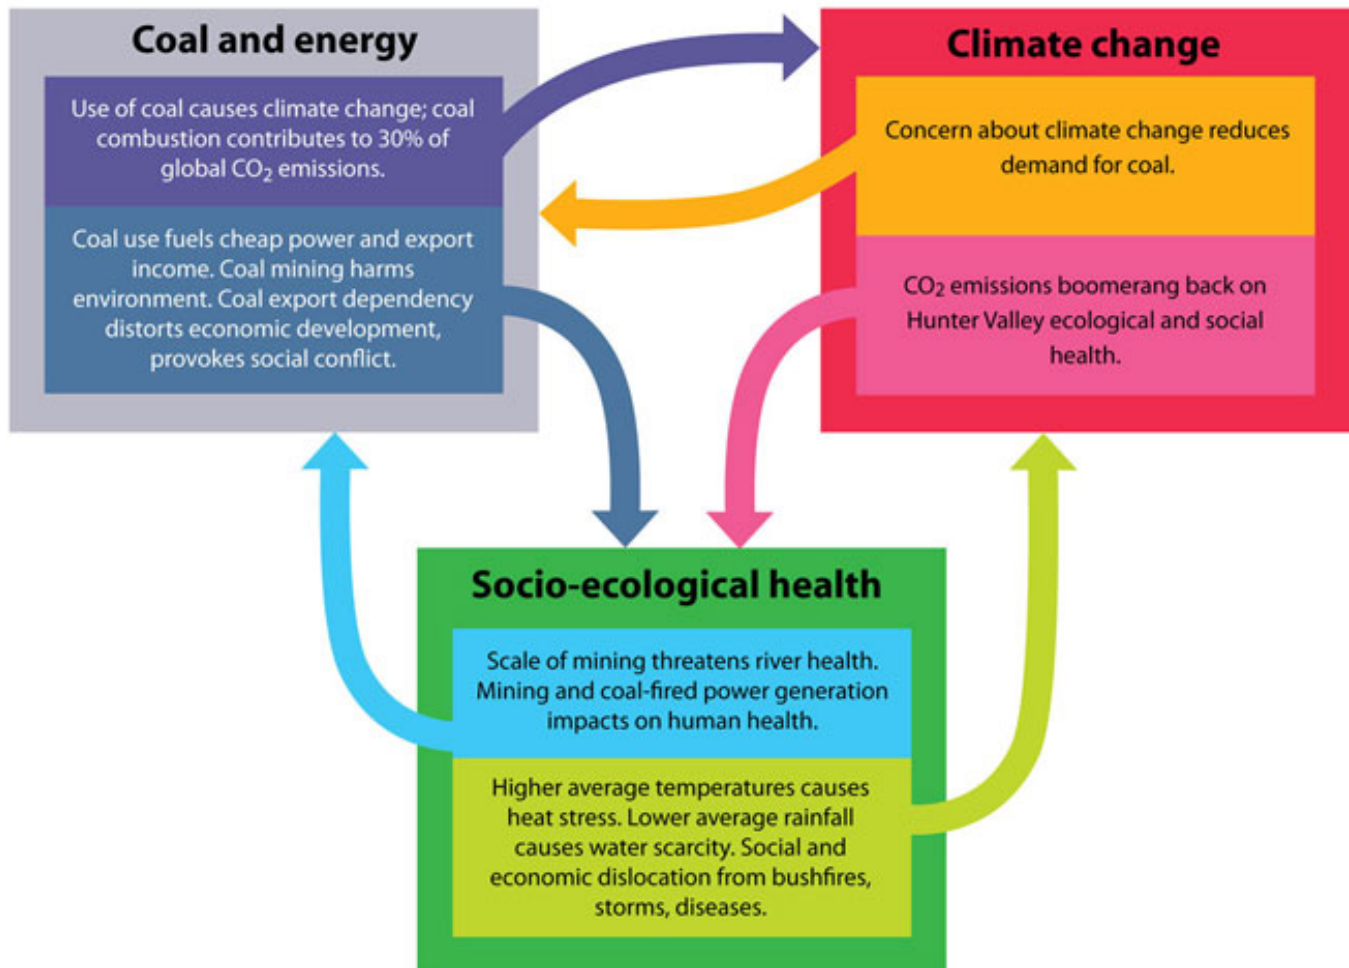 Coal and energy
Use of coal causes climate change; coal
combustion contributes to 30% of
global CO₂ emissions.
Coal use fuels cheap power and export
income. Coal mining harms
environment. Coal export dependency
distorts economic development,
provokes social conflict.
Climate change
Concern about climate change reduces
demand for coal.
CO₂ emissions boomerang back on
Hunter Valley ecological and social
health.
Socio-ecological health
Scale of mining threatens river health.
Mining and coal-fired power generation
impacts on human health.
Higher average temperatures causes
heat stress. Lower average rainfall
causes water scarcity. Social and
economic dislocation from bushfires,
storms, diseases.